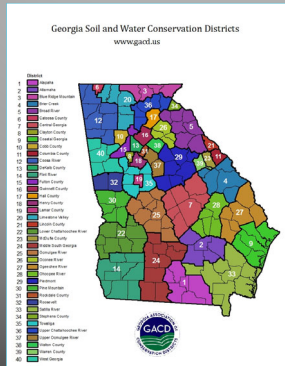 Georgia Soil and Water Conservation Districts
www.gacd.us
District
1 Alapaha
2 Altamaha
3 Blue Ridge Mountain
4 Brier Creek
5 Broad River
6 Catoosa County
7 Central Georgia
8 Clayton County
9 Coastal Georgia
10 Cobb County
11 Columbia County
12 Coosa River
13 DeKalb County
14 Flint River
15 Fulton County
16 Gwinnett County
17 Hall County
18 Henry County
19 Lamar County
20 Limestone Valley
21 Lincoln County
22 Lower Chattahoochee River
23 McDuffie County
24 Middle South Georgia
25 Ocmulgee River
26 Oconee River
27 Ogeechee River
28 Ohoopee River
29 Piedmont
30 Pine Mountain
31 Rockdale County
32 Roosevelt
33 Satilla River
34 Stephens County
35 Towaliga
36 Upper Chattahoochee River
37 Upper Ocmulgee River
38 Walton County
39 Warren County
40 West Georgia
3
20
36
34
12
17
5
10
16
40
15
13
38
21
11
29
37
4
32
19
35
30
25
7
28
27
22
2
9
24
14
1
33
GEORGIA ASSOCIATION OF
GACD
CONSERVATION DISTRICTS